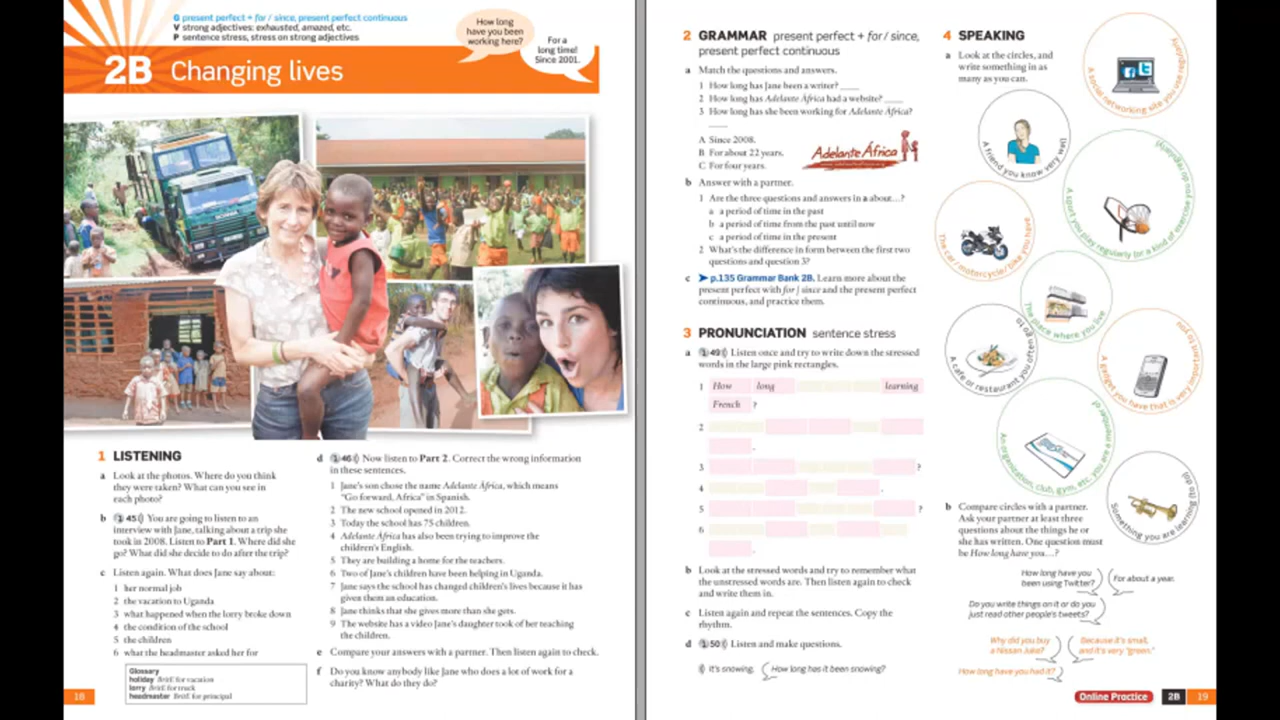 G present perfect + for / since, present perfect continuous
V strong adjectives: exhausted, amazed, etc.
P sentence stress, stress on strong adjectives
How long
have you been
working here?
For a
long time!
Since 2001.
2B Changing lives
SCANIA
1 LISTENING
a Look at the photos. Where do you think
they were taken? What can you see in
each photo?
b 1 45 You are going to listen to an
interview with Jane, talking about a trip she
took in 2008. Listen to Part 1. Where did she
go? What did she decide to do after the trip?
c Listen again. What does Jane say about:
1 her normal job
2 the vacation to Uganda
3 what happened when the lorry broke down
4 the condition of the school
5 the children
6 what the headmaster asked her for
Glossary
holiday BritE for vacation
lorry BritE for truck
headmaster BritE for principal
18
d 1 46 Now listen to Part 2. Correct the wrong information
in these sentences.
1 Jane's son chose the name Adelante África, which means
"Go forward, Africa" in Spanish.
2 The new school opened in 2012.
3 Today the school has 75 children.
4 Adelante África has also been trying to improve the
children's English.
5 They are building a home for the teachers.
6 Two of Jane's children have been helping in Uganda.
7 Jane says the school has changed children's lives because it has
given them an education.
8 Jane thinks that she gives more than she gets.
9 The website has a video Jane's daughter took of her teaching
the children.
e Compare your answers with a partner. Then listen again to check.
f Do you know anybody like Jane who does a lot of work for a
charity? What do they do?
2 GRAMMAR present perfect + for / since,
present perfect continuous
a Match the questions and answers.
1 How long has Jane been a writer? ____
2 How long has Adelante África had a website? ____
3 How long has she been working for Adelante África?
____
A Since 2008.
B For about 22 years.
C For four years.
Adelante África
b Answer with a partner.
1 Are the three questions and answers in a about...?
a a period of time in the past
b a period of time from the past until now
c a period of time in the present
2 What's the difference in form between the first two
questions and question 3?
c p.135 Grammar Bank 2B. Learn more about the
present perfect with for / since and the present perfect
continuous, and practice them.
3 PRONUNCIATION sentence stress
a 1 49 Listen once and try to write down the stressed
words in the large pink rectangles.
1 How long learning
French ?
2
.
3 ?
4 .
5 ?
6
.
b Look at the stressed words and try to remember what
the unstressed words are. Then listen again to check
and write them in.
c Listen again and repeat the sentences. Copy the
rhythm.
d 1 50 Listen and make questions.
It's snowing. How long has it been snowing?
4 SPEAKING
a Look at the circles, and
write something in as
many as you can.
A social networking site you use regularly
A friend you know very well
A sport you play regularly (or a kind of exercise you do regularly)
The car / motorcycle / bike you have
The place where you live
A cafe or restaurant you often go to
A gadget you have that is very important to you
An organization, club, gym, etc. you are a member of
Something you are learning (to do)
b Compare circles with a partner.
Ask your partner at least three
questions about the things he or
she has written. One question must
be How long have you...?
How long have you
been using Twitter?
For about a year.
Do you write things on it or do you
just read other people's tweets?
Why did you buy
a Nissan Juke?
Because it's small,
and it's very "green."
How long have you had it?
Online Practice 2B 19